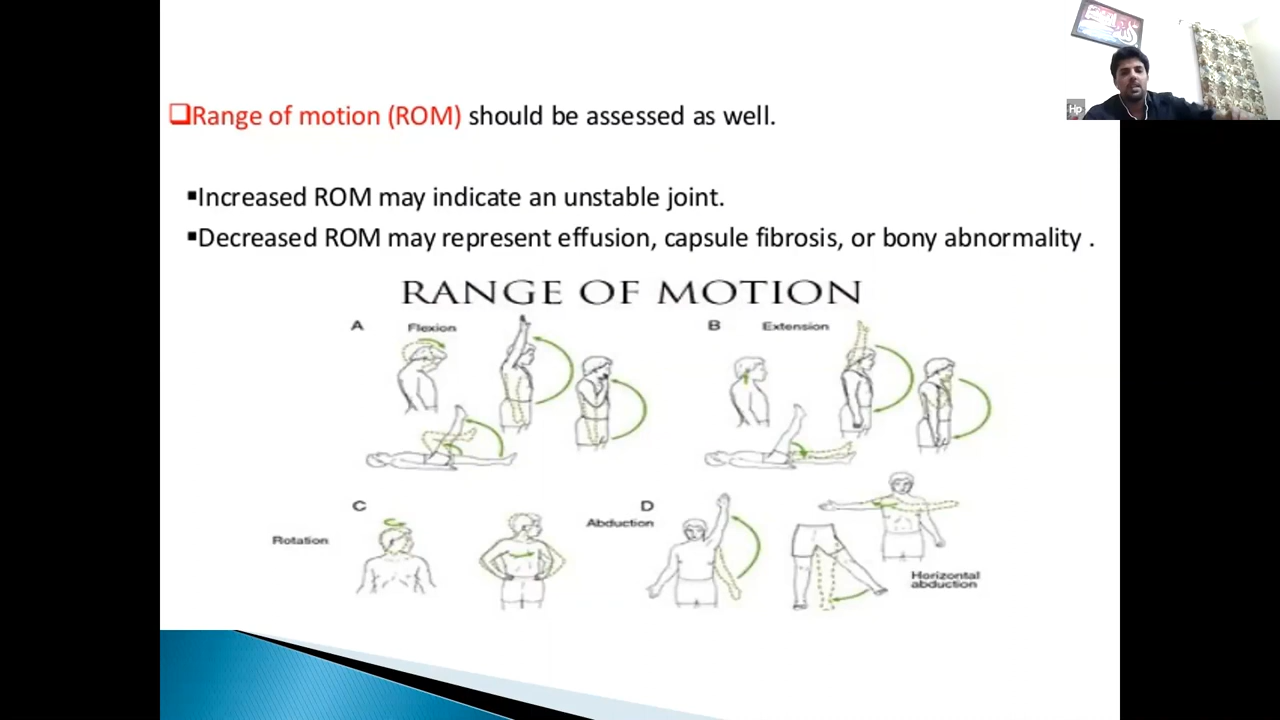 ❑Range of motion (ROM) should be assessed as well.
▪Increased ROM may indicate an unstable joint.
▪Decreased ROM may represent effusion, capsule fibrosis, or bony abnormality .
RANGE OF MOTION
A
Flexion
B
Extension
C
Rotation
D
Abduction
Horizontal
abduction
Hp